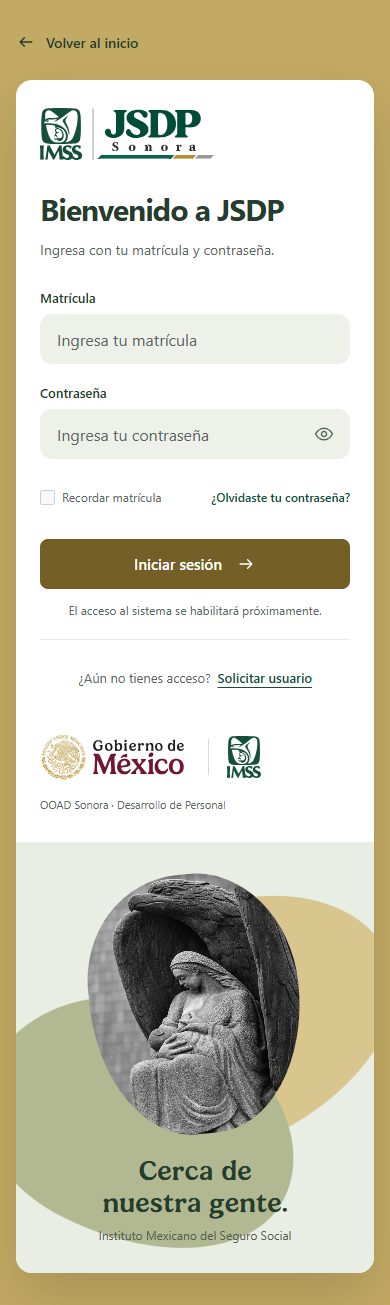 Volver al inicio
IMSS
JSDP
Sonora
Bienvenido a JSDP
Ingresa con tu matrícula y contraseña.
Matrícula
Ingresa tu matrícula
Contraseña
Ingresa tu contraseña
Recordar matrícula
¿Olvidaste tu contraseña?
Iniciar sesión
El acceso al sistema se habilitará próximamente.
¿Aún no tienes acceso? Solicitar usuario
Gobierno de
México
IMSS
OOAD Sonora · Desarrollo de Personal
Cerca de
nuestra gente.
Instituto Mexicano del Seguro Social